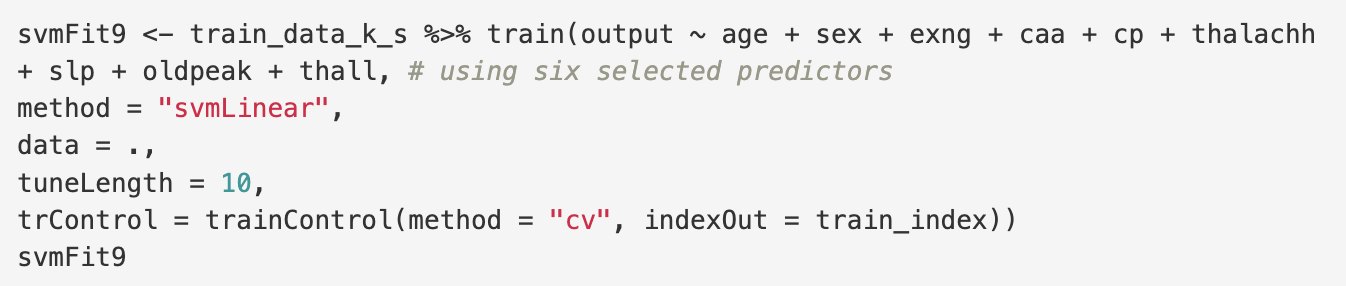 svmFit9 <- train_data_k_s %>% train(output ~ age + sex + exng + caa + cp + thalachh
+ slp + oldpeak + thall, # using six selected predictors
method = "svmLinear",
data = .,
tuneLength = 10,
trControl = trainControl(method = "cv", indexOut = train_index))
svmFit9